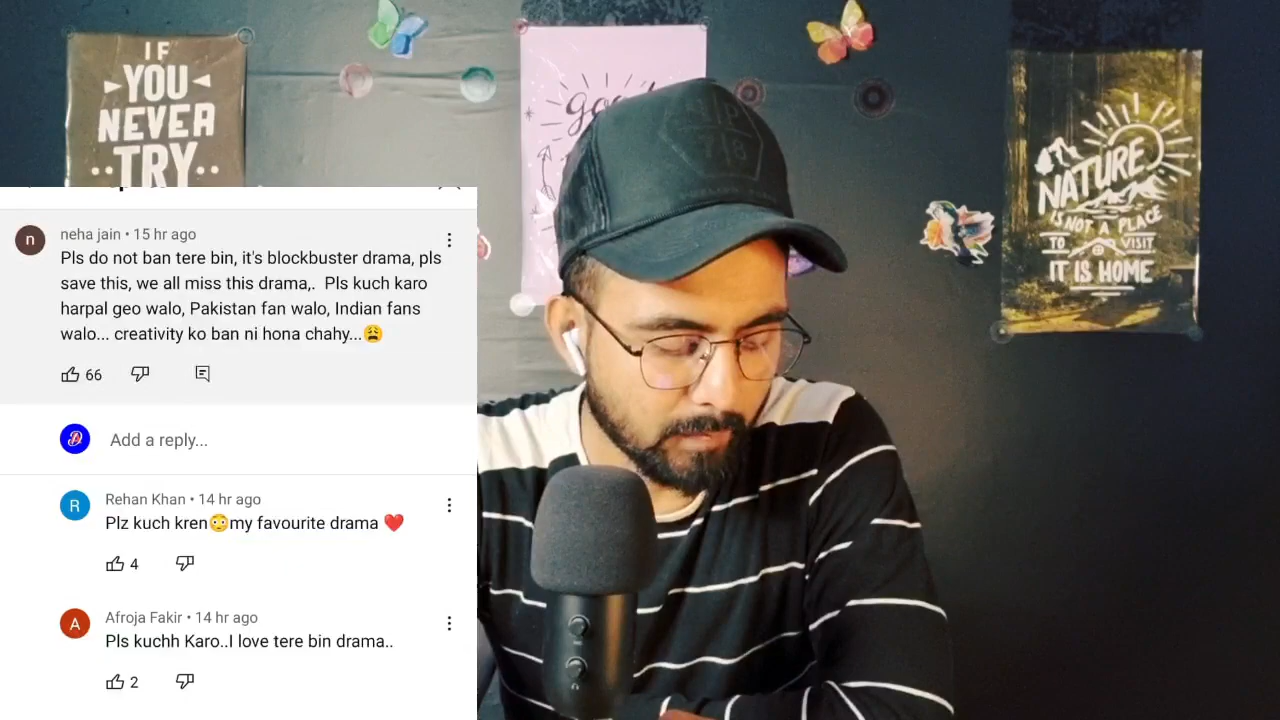 IF
YOU
NEVER
TRY
goo
NATURE
IS NOT A PLACE
TO VISIT
IT IS HOME
neha jain • 15 hr ago
Pls do not ban tere bin, it's blockbuster drama, pls
save this, we all miss this drama,.  Pls kuch karo
harpal geo walo, Pakistan fan walo, Indian fans
walo... creativity ko ban ni hona chahy...😩
66
Add a reply...
Rehan Khan • 14 hr ago
Plz kuch kren😳my favourite drama ❤️
4
Afroja Fakir • 14 hr ago
Pls kuchh Karo..I love tere bin drama..
2